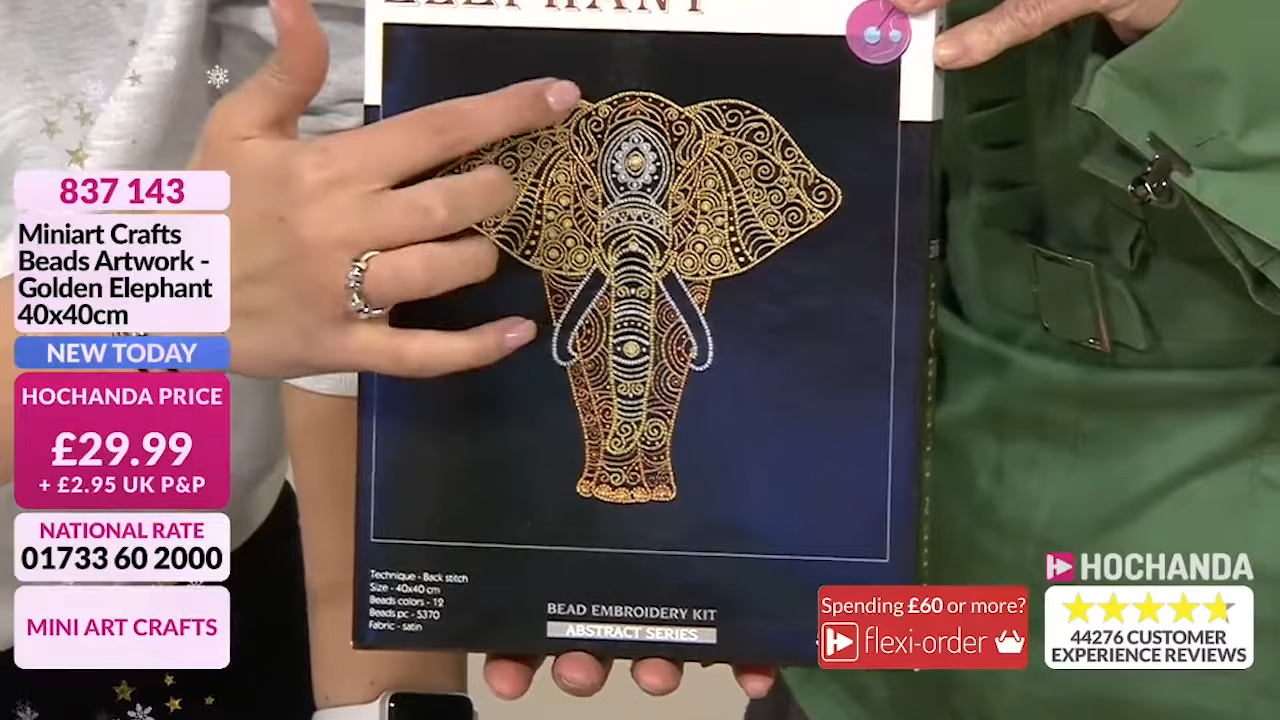 ELEPHANT
837 143
Miniart Crafts
Beads Artwork -
Golden Elephant
40x40cm
NEW TODAY
HOCHANDA PRICE
£29.99
+ £2.95 UK P&P
NATIONAL RATE
01733 60 2000
MINI ART CRAFTS
Technique - Back stitch
Size - 40x40 cm
Beads colors - 12
Beads pc - 5370
Fabric - satin
BEAD EMBROIDERY KIT
ABSTRACT SERIES
Spending £60 or more?
flexi-order
HOCHANDA
44276 CUSTOMER
EXPERIENCE REVIEWS